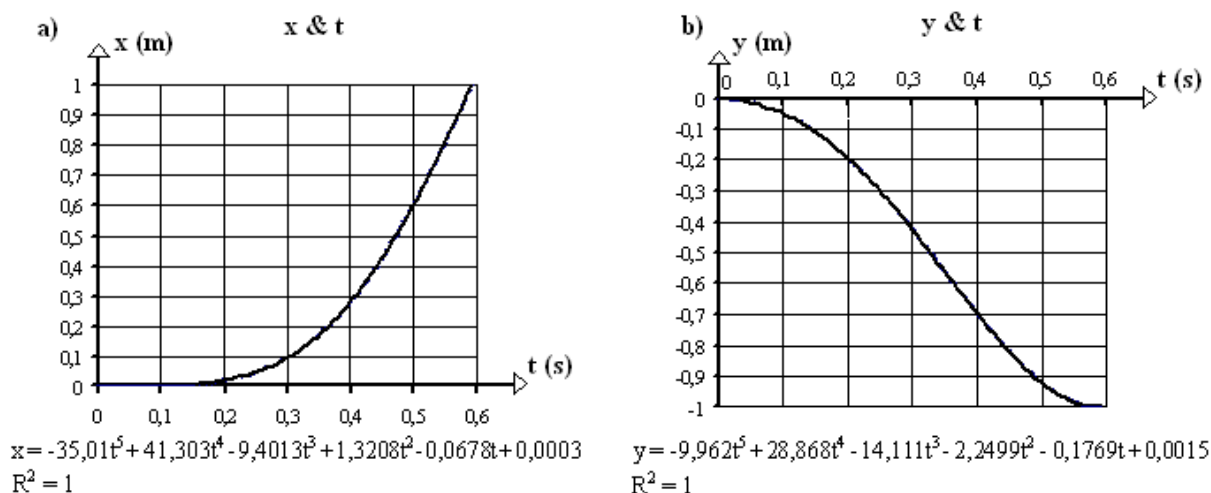 a)
x & t
x (m)
1
0,9
0,8
0,7
0,6
0,5
0,4
0,3
0,2
0,1
0
t (s)
0 0,1 0,2 0,3 0,4 0,5 0,6
x= -35,01t⁵+ 41,303t⁴ -9,4013t³ +1,3208t² -0,0678t+ 0,0003
R² = 1
b)
y & t
y (m)
0 0,1 0,2 0,3 0,4 0,5 0,6
t (s)
0
-0,1
-0,2
-0,3
-0,4
-0,5
-0,6
-0,7
-0,8
-0,9
-1
y= -9,962t⁵ + 28,868t⁴ -14,111t³ - 2,2499t² - 0,1769t + 0,0015
R² = 1